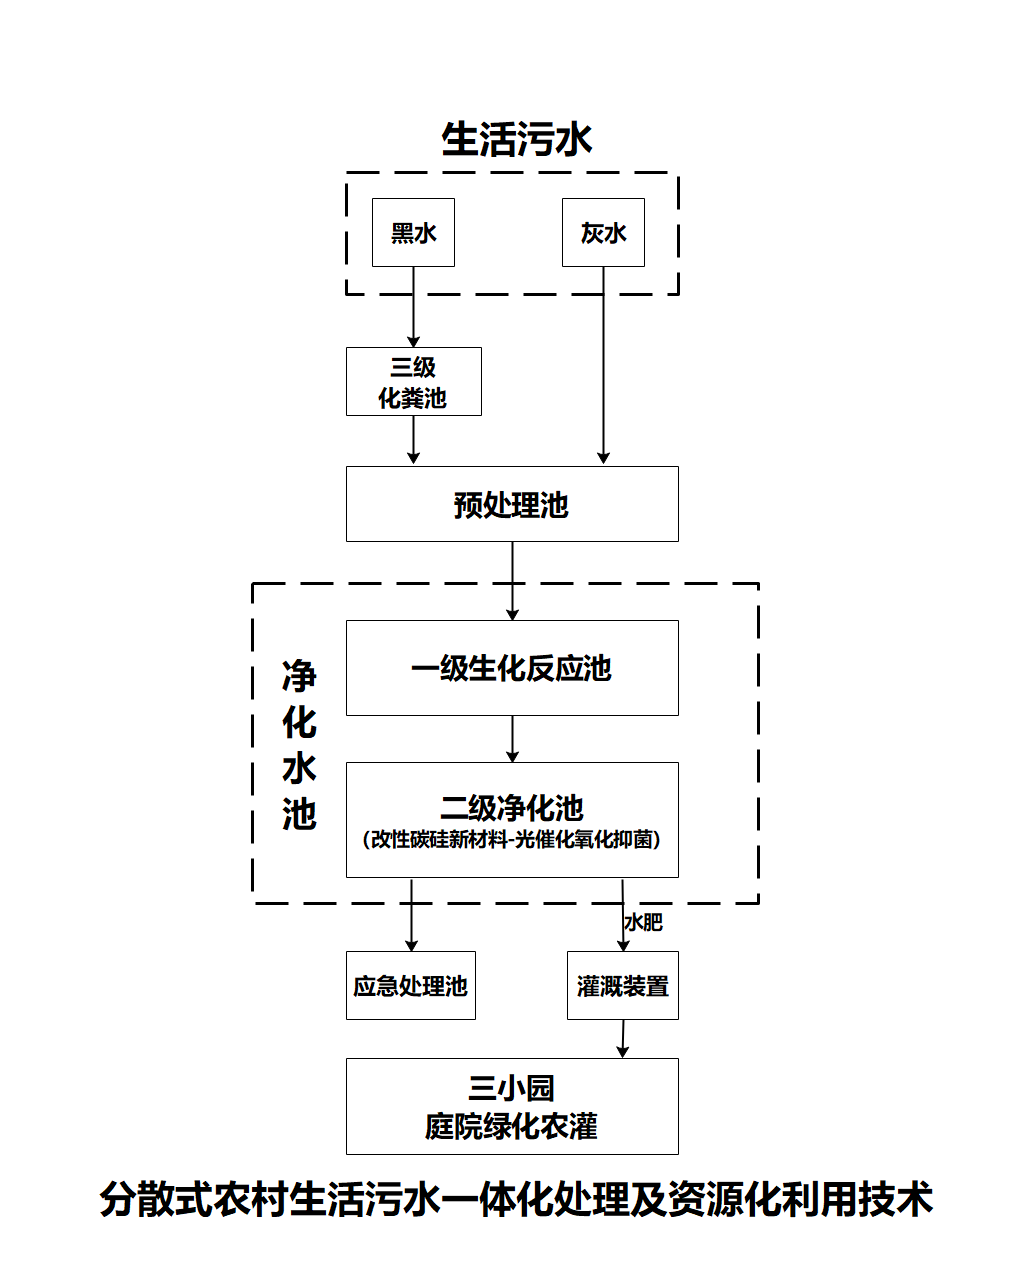 生活污水
黑水
灰水
三级
化粪池
预处理池
净化水池
一级生化反应池
二级净化池
（改性碳硅新材料-光催化氧化抑菌）
水肥
应急处理池
灌溉装置
三小园
庭院绿化农灌
分散式农村生活污水一体化处理及资源化利用技术